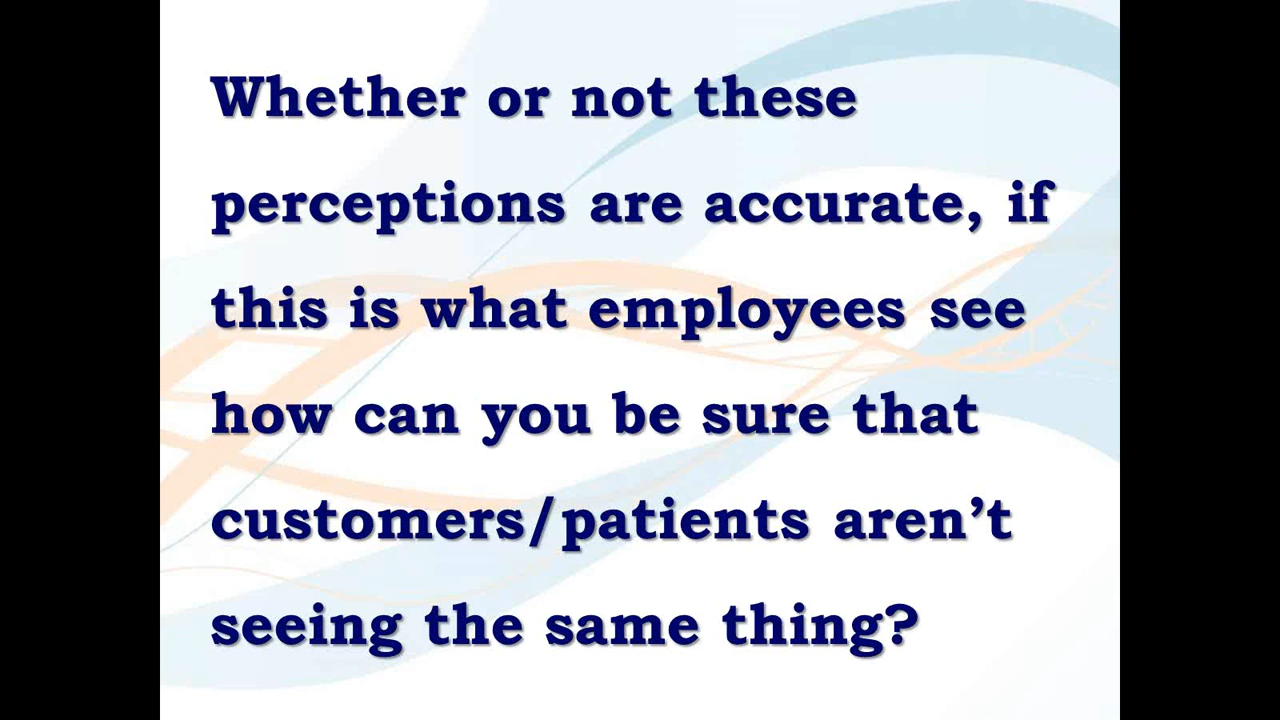 Whether or not these
perceptions are accurate, if
this is what employees see
how can you be sure that
customers/patients aren’t
seeing the same thing?